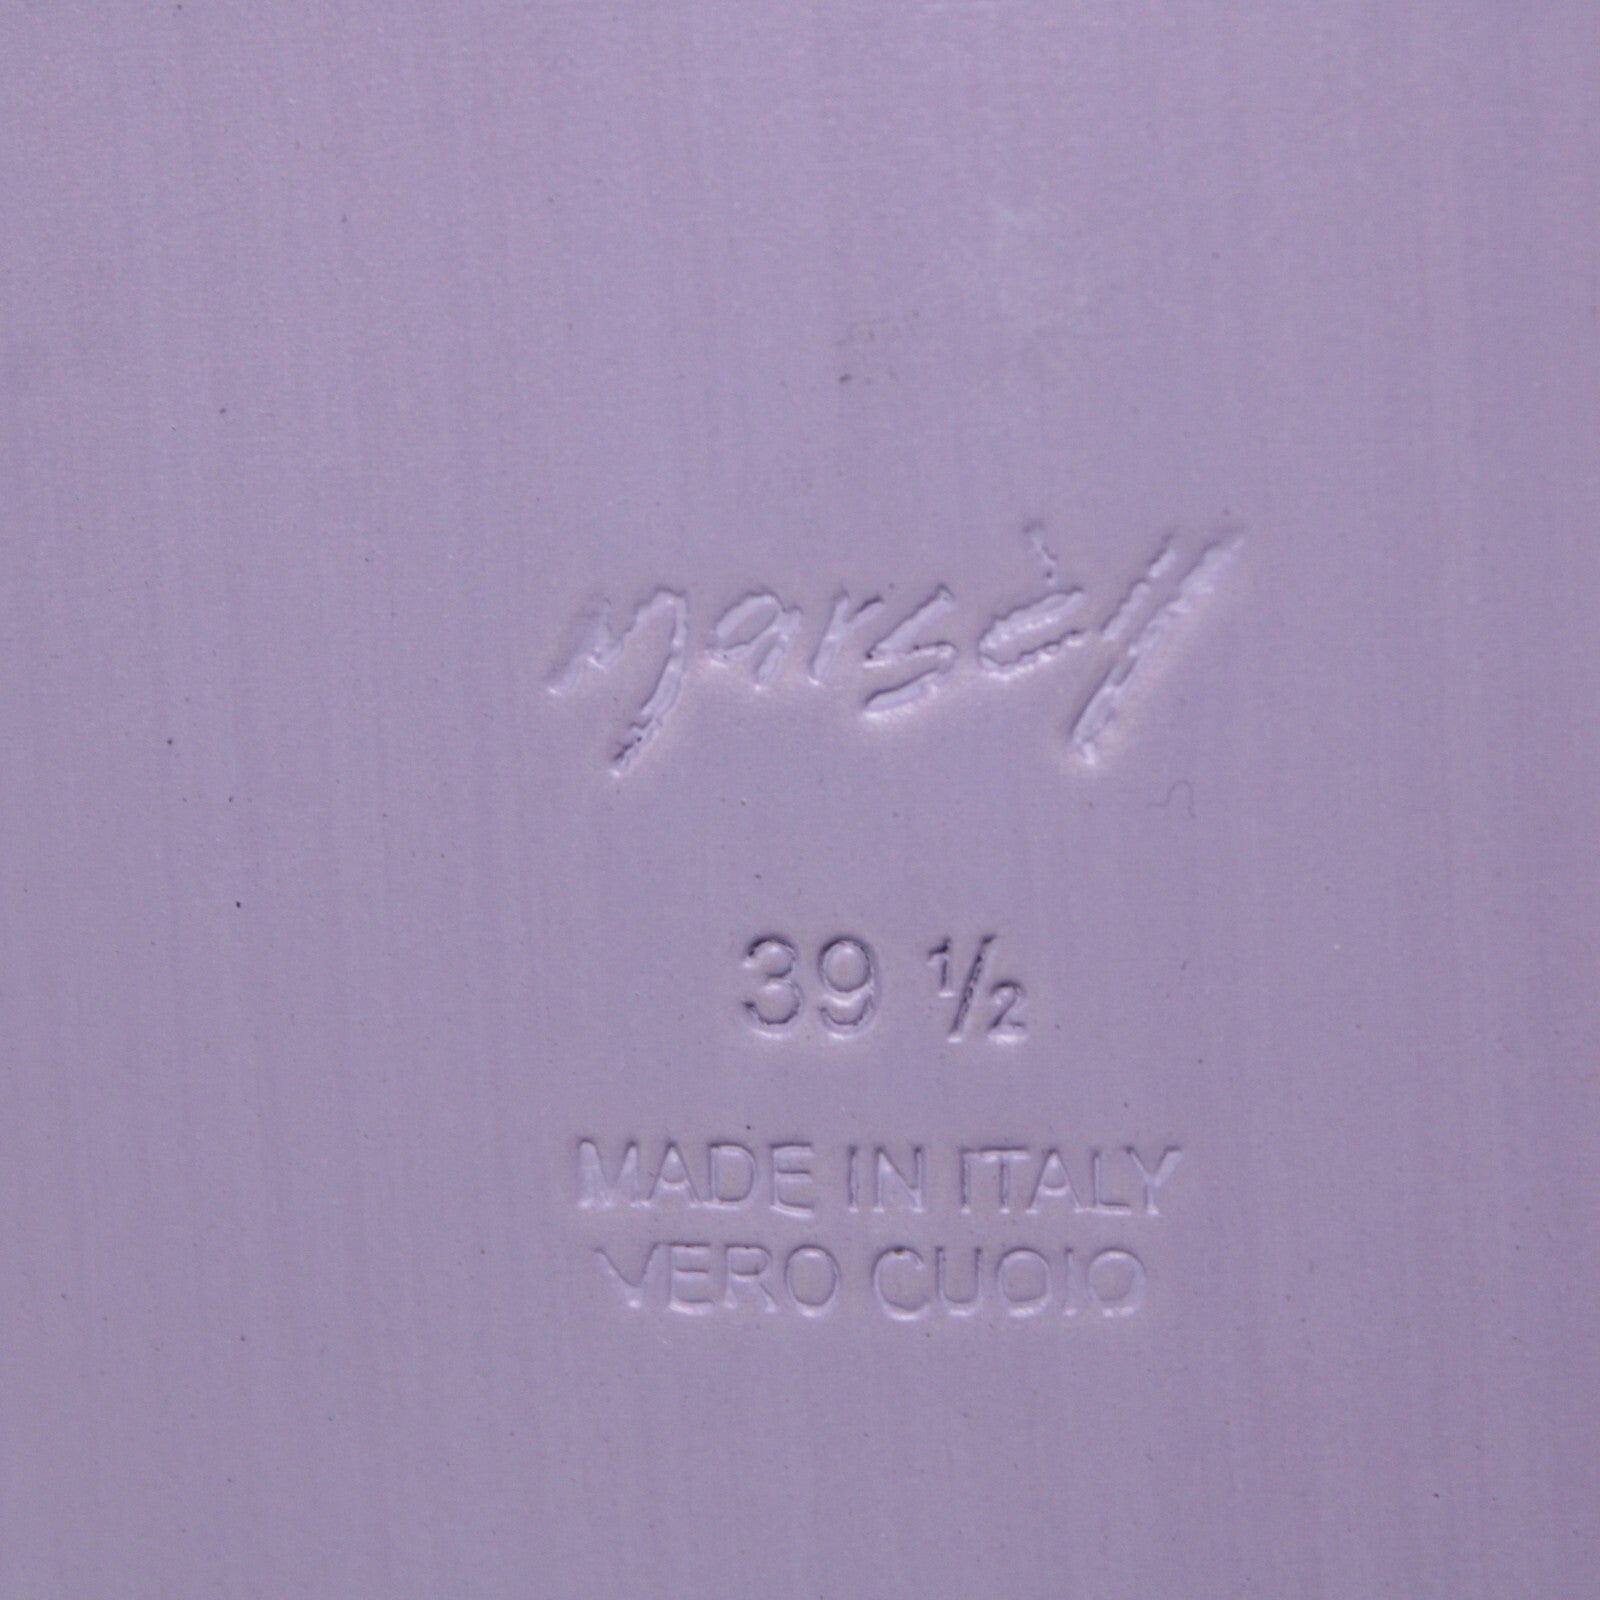 marsèll
39 ½
MADE IN ITALY
VERO CUOIO